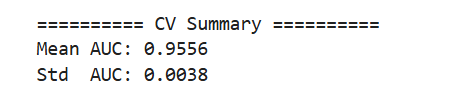 ========== CV Summary ==========
Mean AUC: 0.9556
Std  AUC: 0.0038